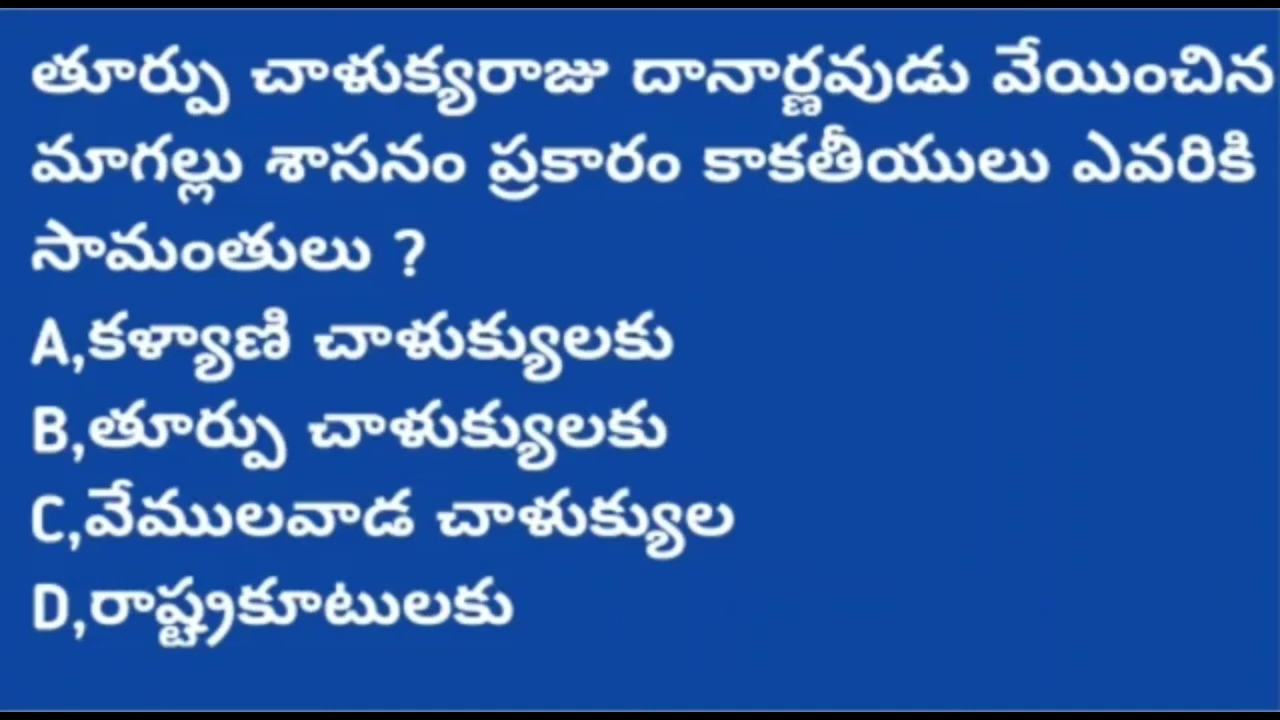 తూర్పు చాళుక్యరాజు దానార్ణవుడు వేయించిన
మాగల్లు శాసనం ప్రకారం కాకతీయులు ఎవరికి
సామంతులు ?
A,కళ్యాణి చాళుక్యులకు
B,తూర్పు చాళుక్యులకు
C,వేములవాడ చాళుక్యుల
D,రాష్ట్రకూటులకు